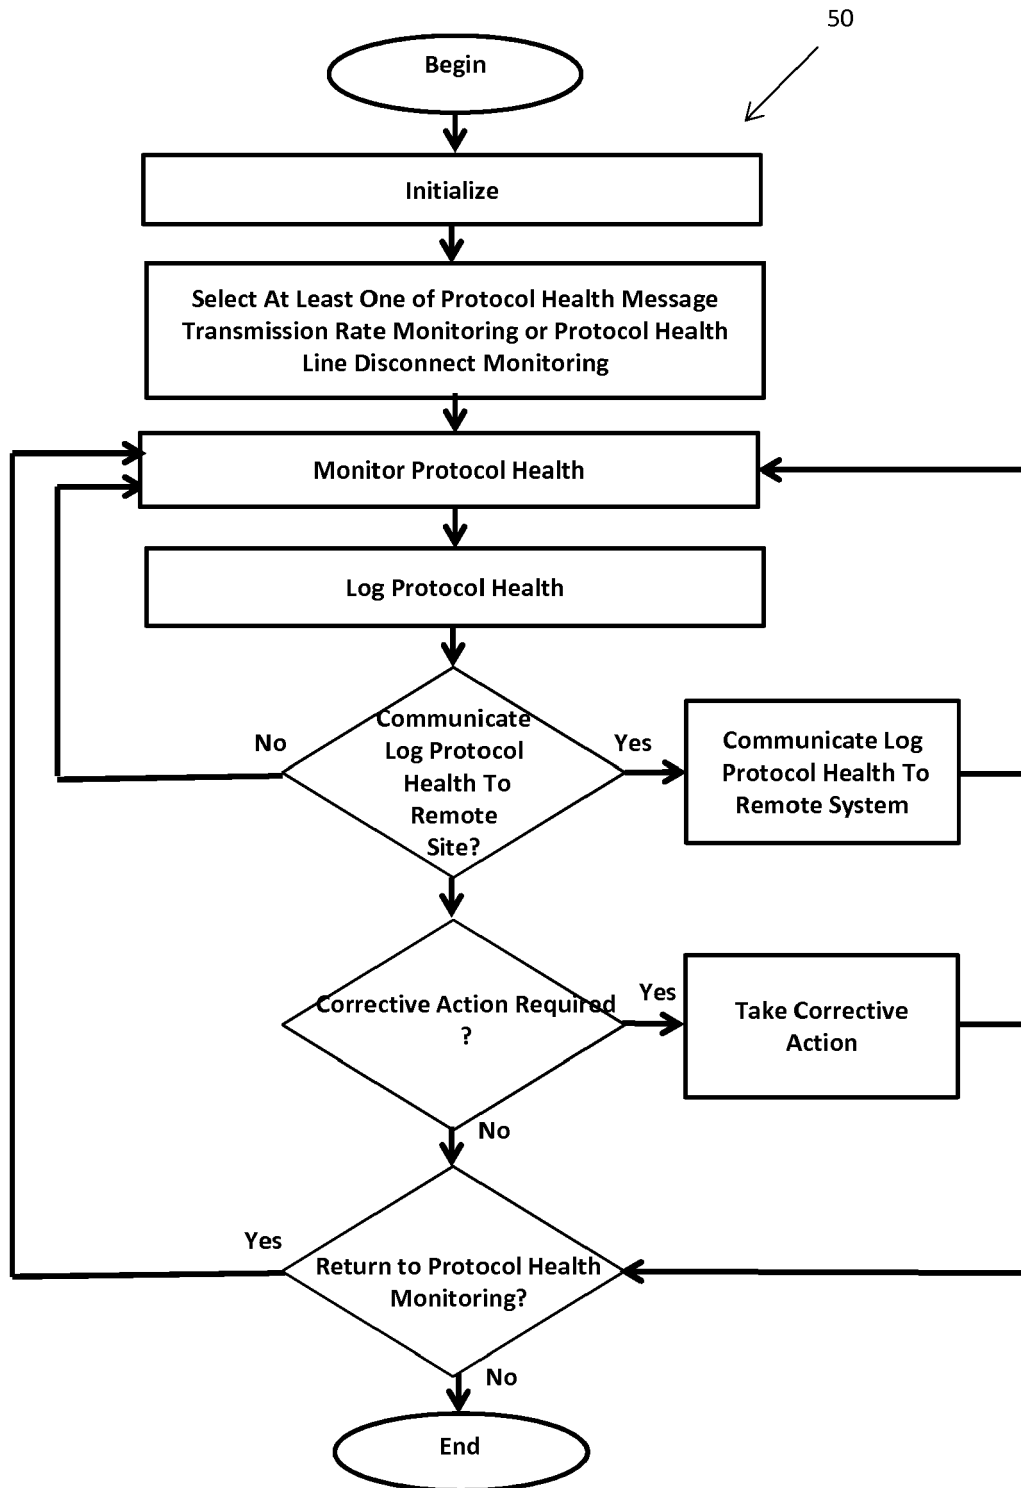 50
Begin
Initialize
Select At Least One of Protocol Health Message
Transmission Rate Monitoring or Protocol Health
Line Disconnect Monitoring
Monitor Protocol Health
Log Protocol Health
Communicate
Log Protocol
Health To
Remote
Site?
No
Yes
Communicate Log
Protocol Health To
Remote System
Corrective Action Required
?
Yes
Take Corrective
Action
No
Return to Protocol Health
Monitoring?
Yes
No
End